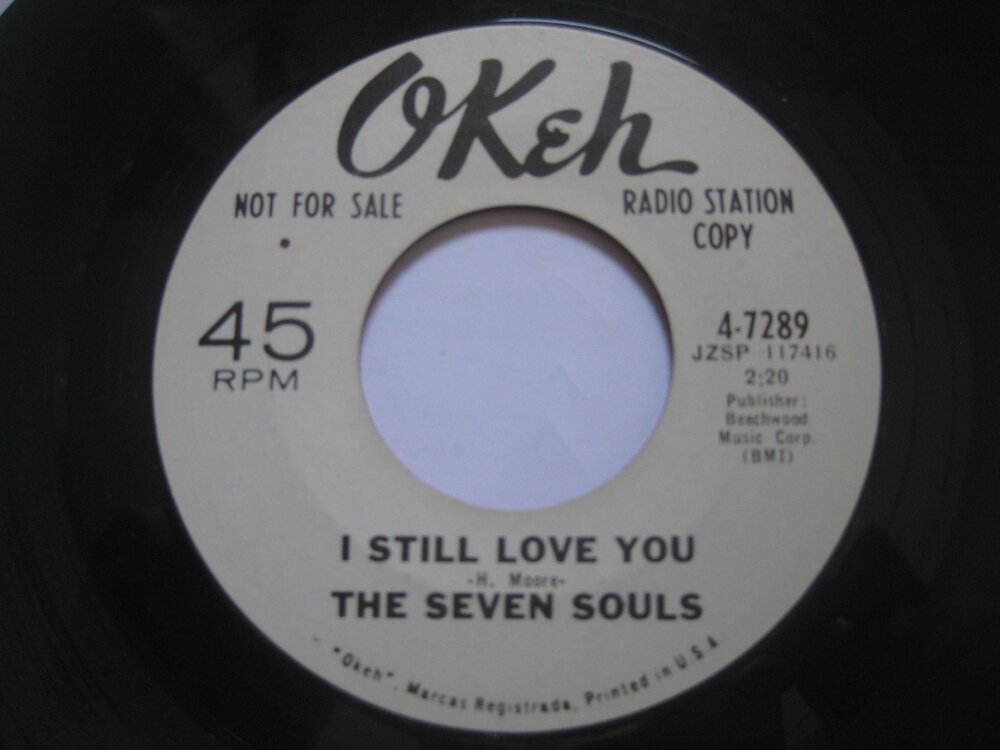 OKeh
NOT FOR SALE
RADIO STATION
COPY
45
RPM
4-7289
JZSP 117416
2;20
Publisher:
Beechwood
Music Corp.
(BMI)
I STILL LOVE YOU
-H. Moore-
THE SEVEN SOULS
"Okeh", Marcas Registrada, Printed in U S A